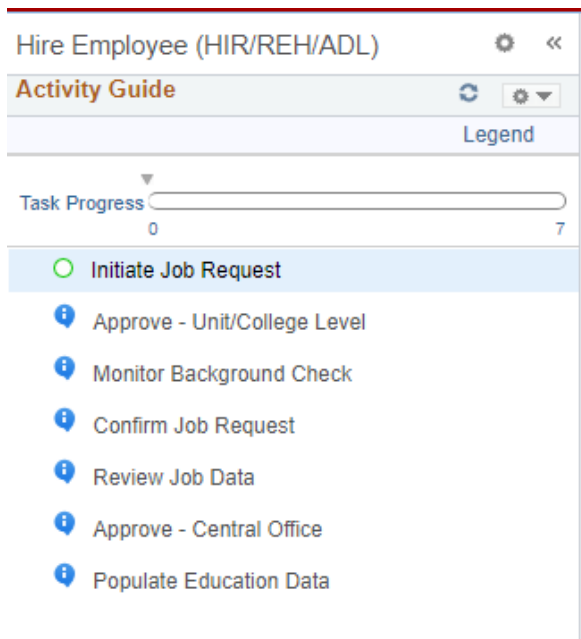 Hire Employee (HIR/REH/ADL)
Activity Guide
Legend
Task Progress
0 7
Initiate Job Request
Approve - Unit/College Level
Monitor Background Check
Confirm Job Request
Review Job Data
Approve - Central Office
Populate Education Data